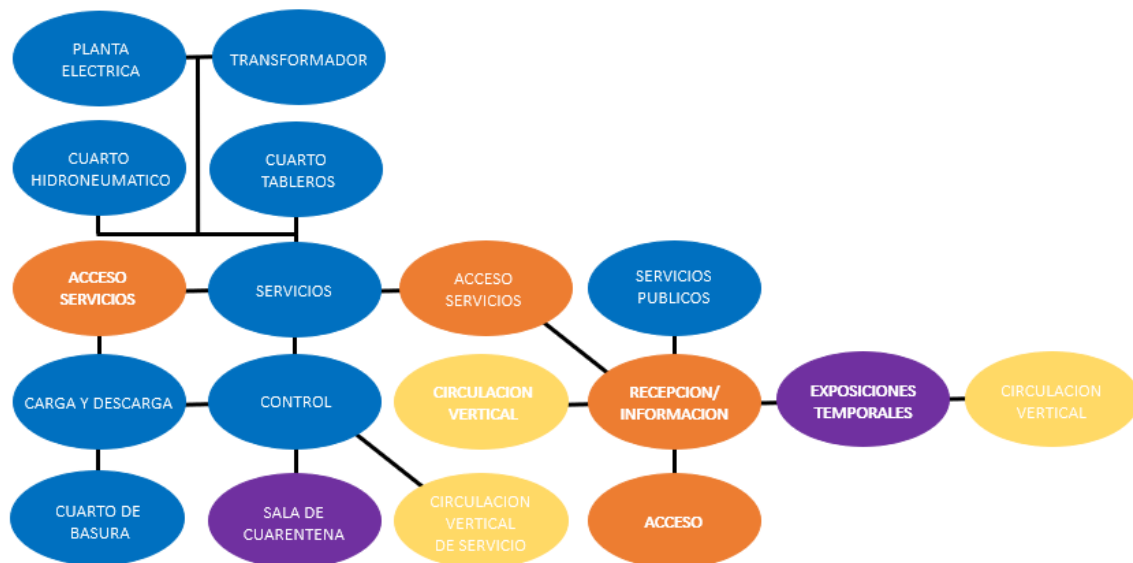 PLANTA
ELECTRICA
TRANSFORMADOR
CUARTO
HIDRONEUMATICO
CUARTO
TABLEROS
ACCESO
SERVICIOS
SERVICIOS
ACCESO
SERVICIOS
SERVICIOS
PUBLICOS
CARGA Y DESCARGA
CONTROL
CIRCULACION
VERTICAL
RECEPCION/
INFORMACION
EXPOSICIONES
TEMPORALES
CIRCULACION
VERTICAL
CUARTO DE
BASURA
SALA DE
CUARENTENA
CIRCULACION
VERTICAL
DE SERVICIO
ACCESO